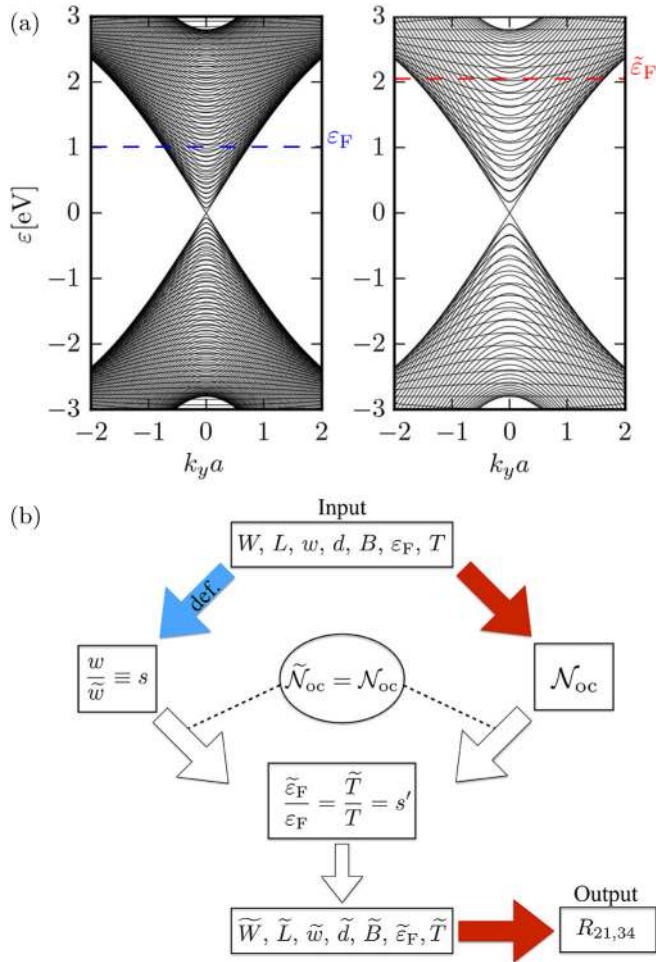 (a)
3
2
1
0
−1
−2
−3
ε[eV]
−2 −1 0 1 2
k_y a
ε_F
3
2
1
0
−1
−2
−3
−2 −1 0 1 2
k_y a
ε̃_F
(b)
Input
W, L, w, d, B, ε_F, T
def.
w/w̃ ≡ s
Ñ_oc = N_oc
N_oc
ε̃_F/ε_F = T̃/T = s′
W̃, L̃, w̃, d̃, B̃, ε̃_F, T̃
Output
R_{21,34}